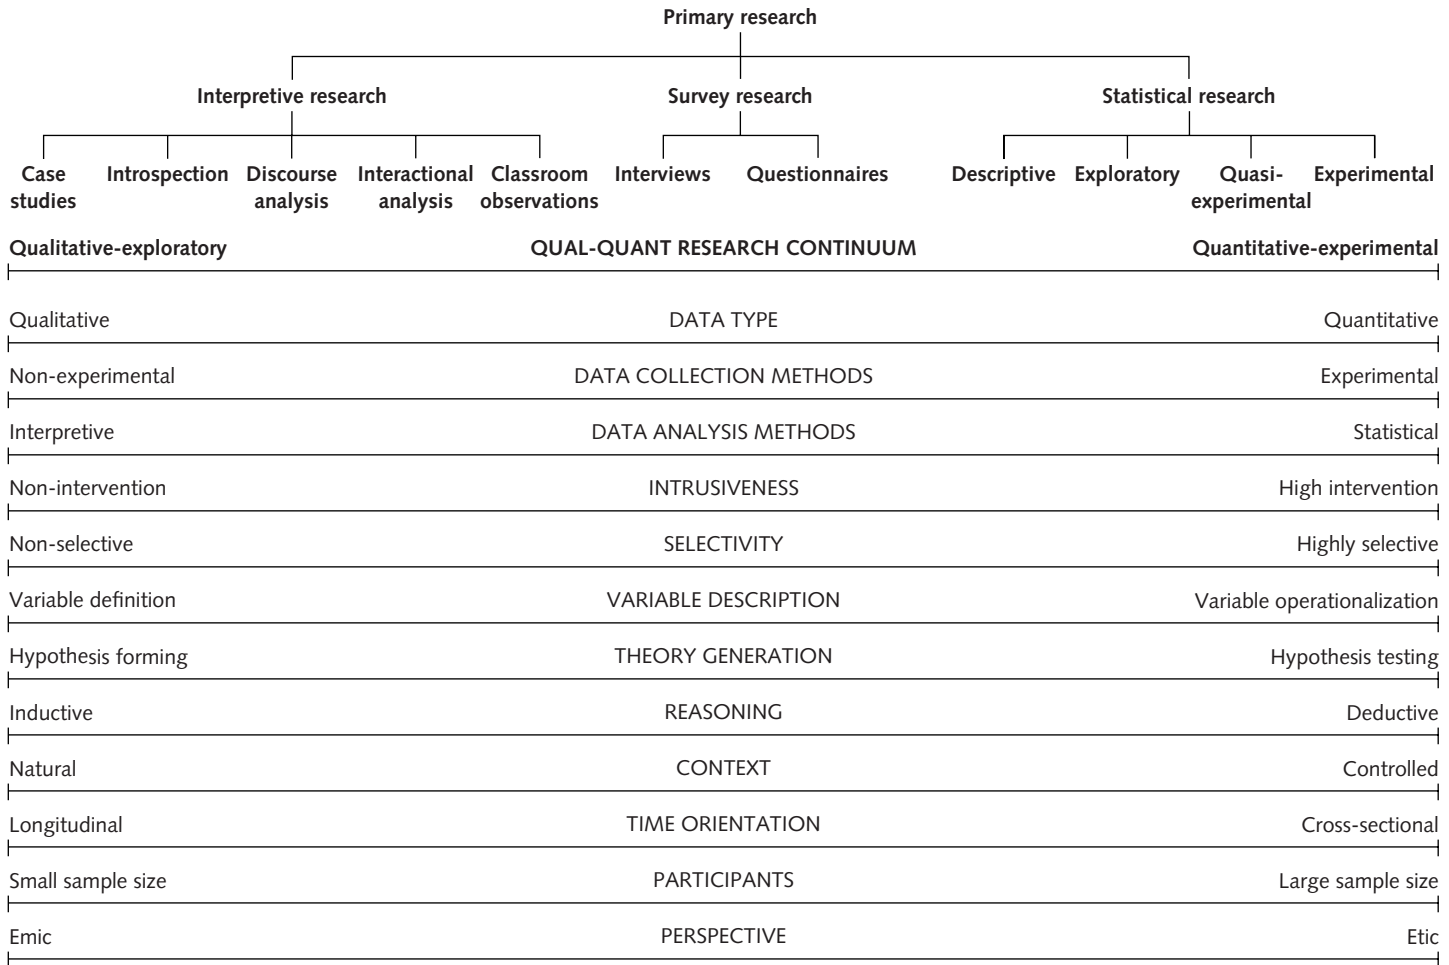 Primary research
Interpretive research Survey research Statistical research
Case studies Introspection Discourse analysis Interactional analysis Classroom observations Interviews Questionnaires Descriptive Exploratory Quasi-experimental Experimental
Qualitative-exploratory QUAL-QUANT RESEARCH CONTINUUM Quantitative-experimental
Qualitative DATA TYPE Quantitative
Non-experimental DATA COLLECTION METHODS Experimental
Interpretive DATA ANALYSIS METHODS Statistical
Non-intervention INTRUSIVENESS High intervention
Non-selective SELECTIVITY Highly selective
Variable definition VARIABLE DESCRIPTION Variable operationalization
Hypothesis forming THEORY GENERATION Hypothesis testing
Inductive REASONING Deductive
Natural CONTEXT Controlled
Longitudinal TIME ORIENTATION Cross-sectional
Small sample size PARTICIPANTS Large sample size
Emic PERSPECTIVE Etic